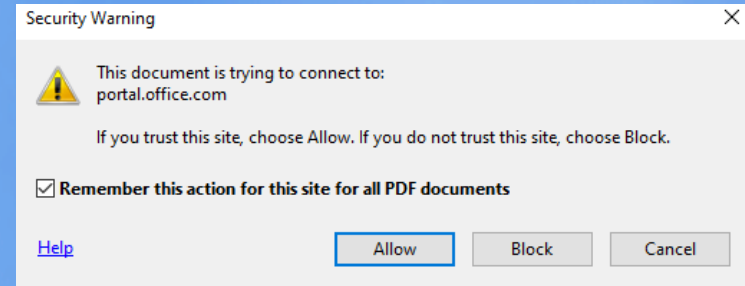 Security Warning
This document is trying to connect to:
portal.office.com
If you trust this site, choose Allow. If you do not trust this site, choose Block.
Remember this action for this site for all PDF documents
Help
Allow
Block
Cancel